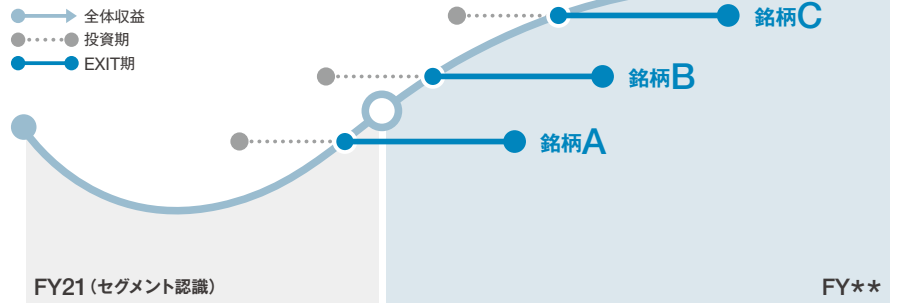 全体収益
投資期
EXIT期
銘柄C
銘柄B
銘柄A
FY21（セグメント認識）
FY**